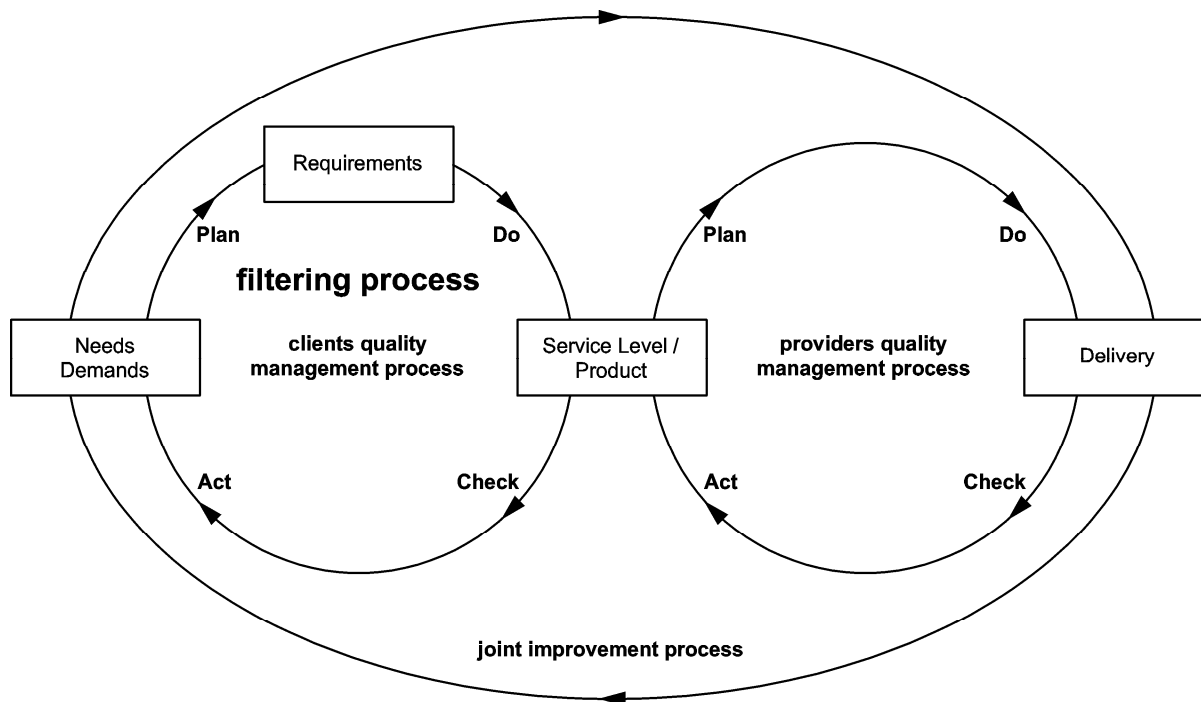 Requirements
Plan
Do
Plan
Do
filtering process
Needs
Demands
clients quality
management process
Service Level /
Product
providers quality
management process
Delivery
Act
Check
Act
Check
joint improvement process